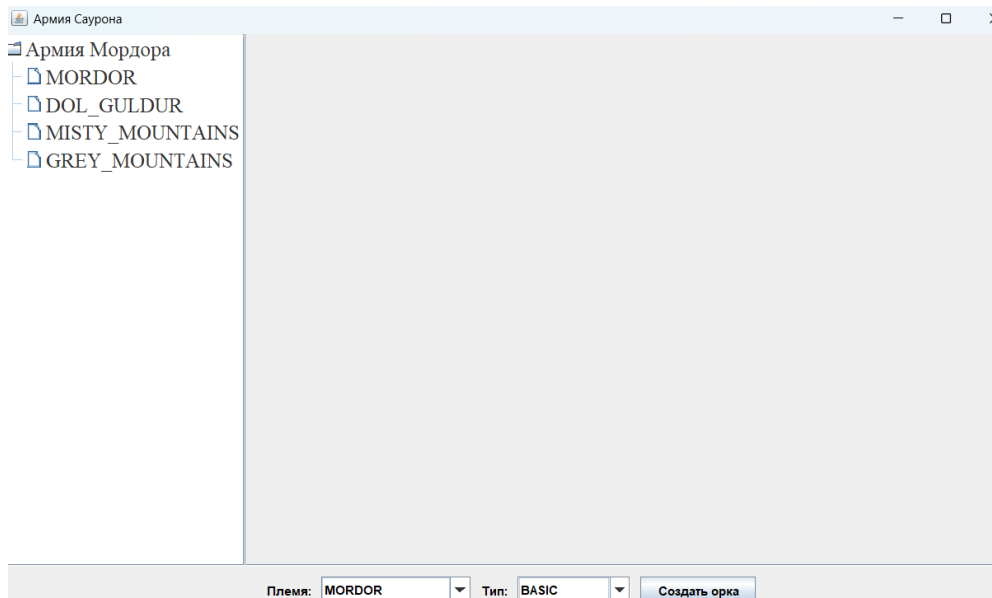 Армия Саурона
Армия Мордора
MORDOR
DOL_GULDUR
MISTY_MOUNTAINS
GREY_MOUNTAINS
Племя: MORDOR Тип: BASIC Создать орка